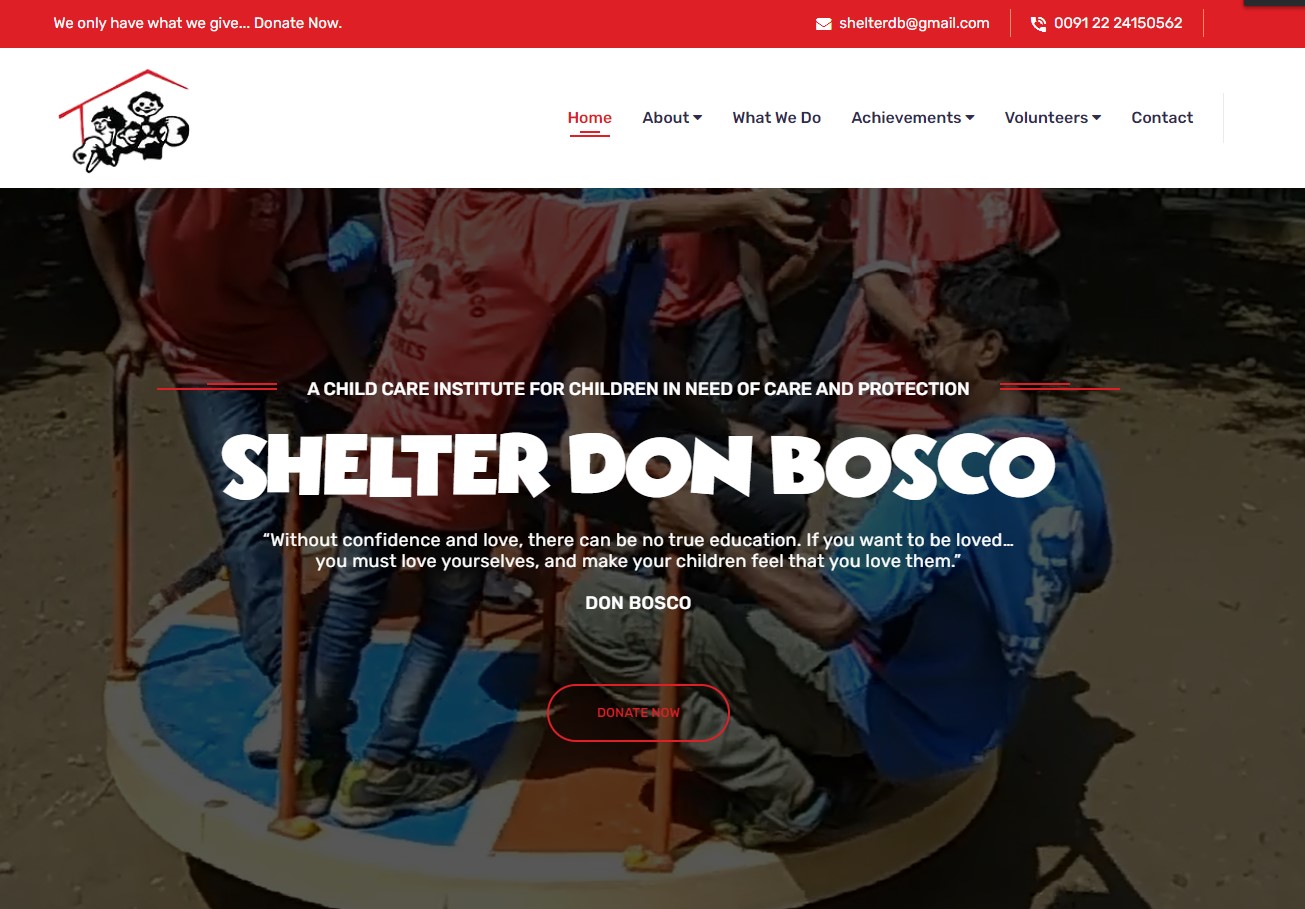 We only have what we give... Donate Now.
shelterdb@gmail.com
0091 22 24150562
Home
About
What We Do
Achievements
Volunteers
Contact
A CHILD CARE INSTITUTE FOR CHILDREN IN NEED OF CARE AND PROTECTION
SHELTER DON BOSCO
“Without confidence and love, there can be no true education. If you want to be loved…
you must love yourselves, and make your children feel that you love them.”
DON BOSCO
DONATE NOW